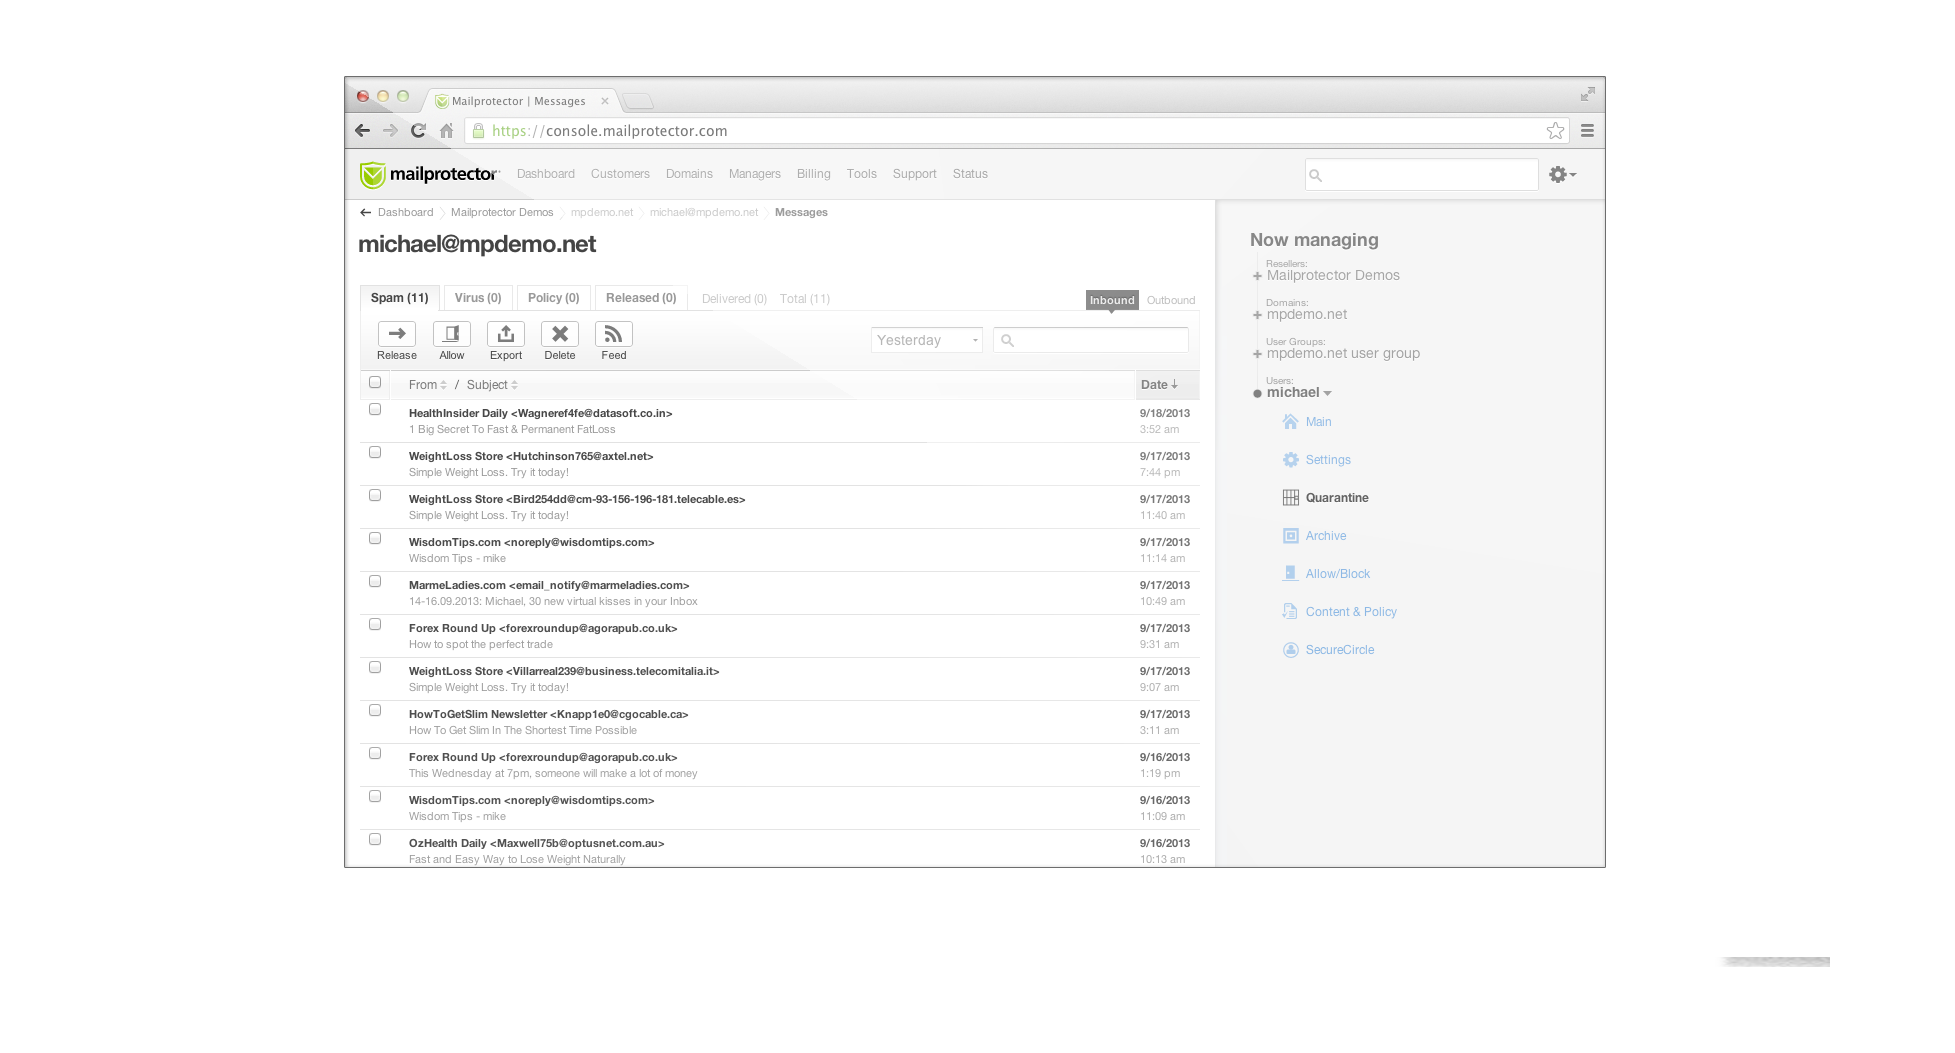 Mailprotector | Messages
https://console.mailprotector.com
mailprotector Dashboard Customers Domains Managers Billing Tools Support Status
Dashboard Mailprotector Demos mpdemo.net michael@mpdemo.net Messages
michael@mpdemo.net
Spam (11) Virus (0) Policy (0) Released (0) Delivered (0) Total (11) Inbound Outbound
Yesterday
Release Allow Export Delete Feed
From / Subject Date
HealthInsider Daily <Wagneref4fe@datasoft.co.in> 9/18/2013
1 Big Secret To Fast & Permanent FatLoss 3:52 am
WeightLoss Store <Hutchinson765@axtel.net> 9/17/2013
Simple Weight Loss. Try it today! 7:44 pm
WeightLoss Store <Bird254dd@cm-93-156-196-181.telecable.es> 9/17/2013
Simple Weight Loss. Try it today! 11:40 am
WisdomTips.com <noreply@wisdomtips.com> 9/17/2013
Wisdom Tips - mike 11:14 am
MarmeLadies.com <email_notify@marmeladies.com> 9/17/2013
14-16.09.2013: Michael, 30 new virtual kisses in your Inbox 10:49 am
Forex Round Up <forexroundup@agorapub.co.uk> 9/17/2013
How to spot the perfect trade 9:31 am
WeightLoss Store <Villarreal239@business.telecomitalia.it> 9/17/2013
Simple Weight Loss. Try it today! 9:07 am
HowToGetSlim Newsletter <Knapp1e0@cgocable.ca> 9/17/2013
How To Get Slim In The Shortest Time Possible 3:11 am
Forex Round Up <forexroundup@agorapub.co.uk> 9/16/2013
This Wednesday at 7pm, someone will make a lot of money 1:19 pm
WisdomTips.com <noreply@wisdomtips.com> 9/16/2013
Wisdom Tips - mike 11:09 am
OzHealth Daily <Maxwell75b@optusnet.com.au> 9/16/2013
Fast and Easy Way to Lose Weight Naturally 10:13 am
Now managing
Resellers:
Mailprotector Demos
Domains:
mpdemo.net
User Groups:
mpdemo.net user group
Users:
michael
Main
Settings
Quarantine
Archive
Allow/Block
Content & Policy
SecureCircle